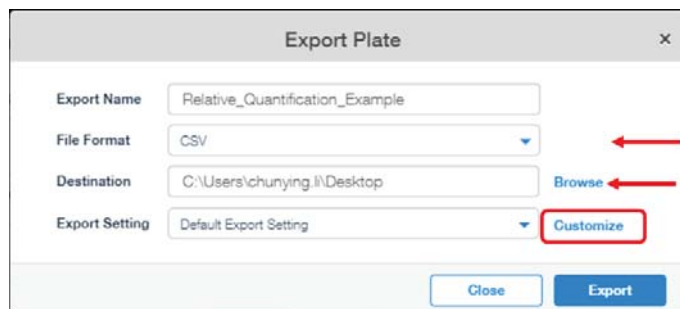 Export Plate ×
Export Name Relative_Quantification_Example
File Format CSV
Destination C:\Users\chunying.li\Desktop Browse
Export Setting Default Export Setting Customize
Close Export